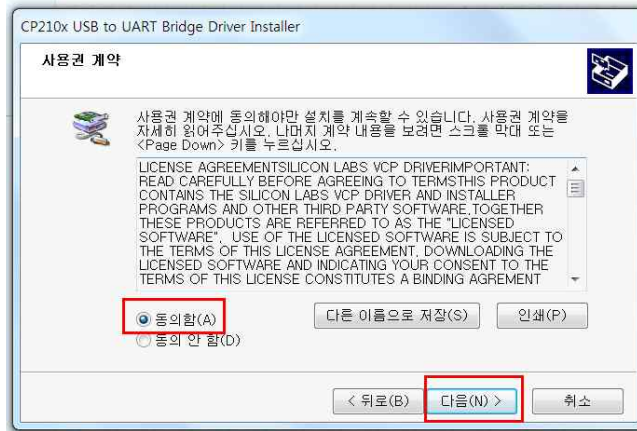 CP210x USB to UART Bridge Driver Installer
사용권 계약
사용권 계약에 동의해야만 설치를 계속할 수 있습니다. 사용권 계약을
자세히 읽어주십시오. 나머지 계약 내용을 보려면 스크롤 막대 또는
<Page Down> 키를 누르십시오.
LICENSE AGREEMENTSILICON LABS VCP DRIVERIMPORTANT:
READ CAREFULLY BEFORE AGREEING TO TERMSTHIS PRODUCT
CONTAINS THE SILICON LABS VCP DRIVER AND INSTALLER
PROGRAMS AND OTHER THIRD PARTY SOFTWARE.TOGETHER
THESE PRODUCTS ARE REFERRED TO AS THE "LICENSED
SOFTWARE". USE OF THE LICENSED SOFTWARE IS SUBJECT TO
THE TERMS OF THIS LICENSE AGREEMENT. DOWNLOADING THE
LICENSED SOFTWARE AND INDICATING YOUR CONSENT TO THE
TERMS OF THIS LICENSE CONSTITUTES A BINDING AGREMENT
동의함(A)
다른 이름으로 저장(S)
인쇄(P)
동의 안 함(D)
< 뒤로(B)
다음(N) >
취소